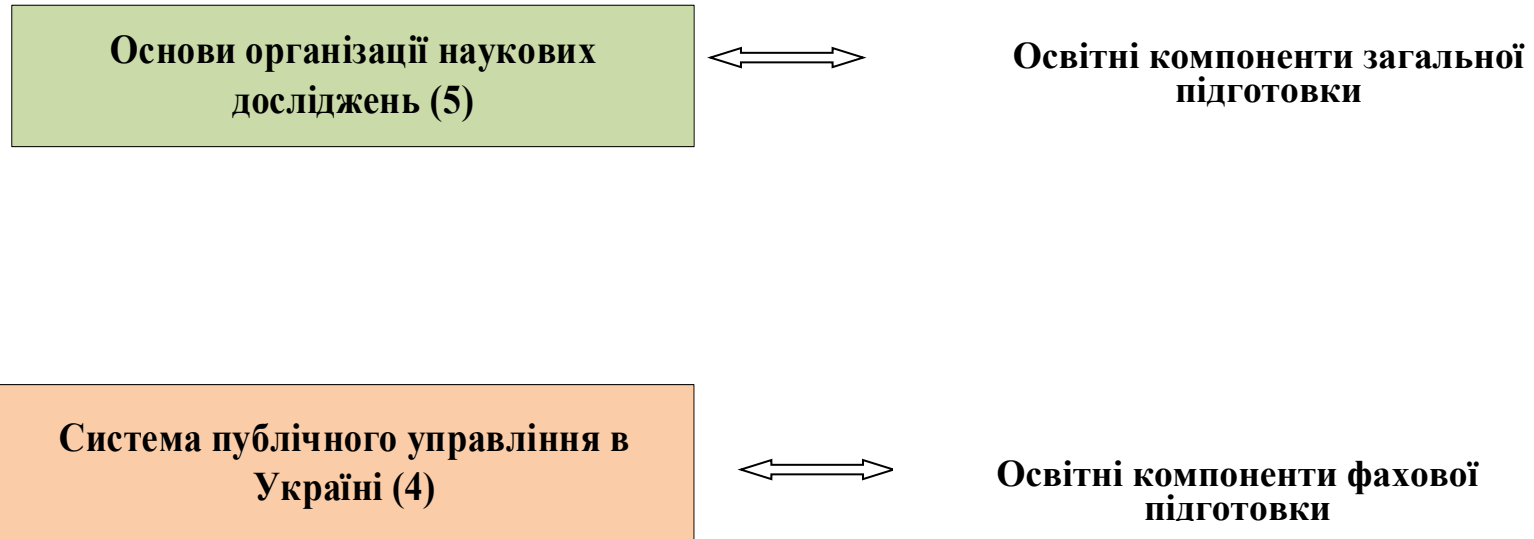 Основи організації наукових
досліджень (5)
Освітні компоненти загальної
підготовки
Система публічного управління в
Україні (4)
Освітні компоненти фахової
підготовки